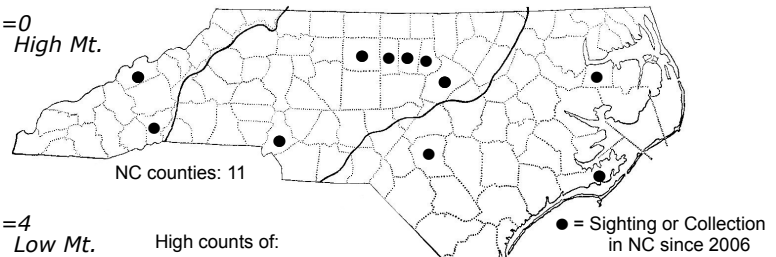 =0
High Mt.
NC counties: 11
=4
Low Mt.
High counts of:
● = Sighting or Collection
in NC since 2006